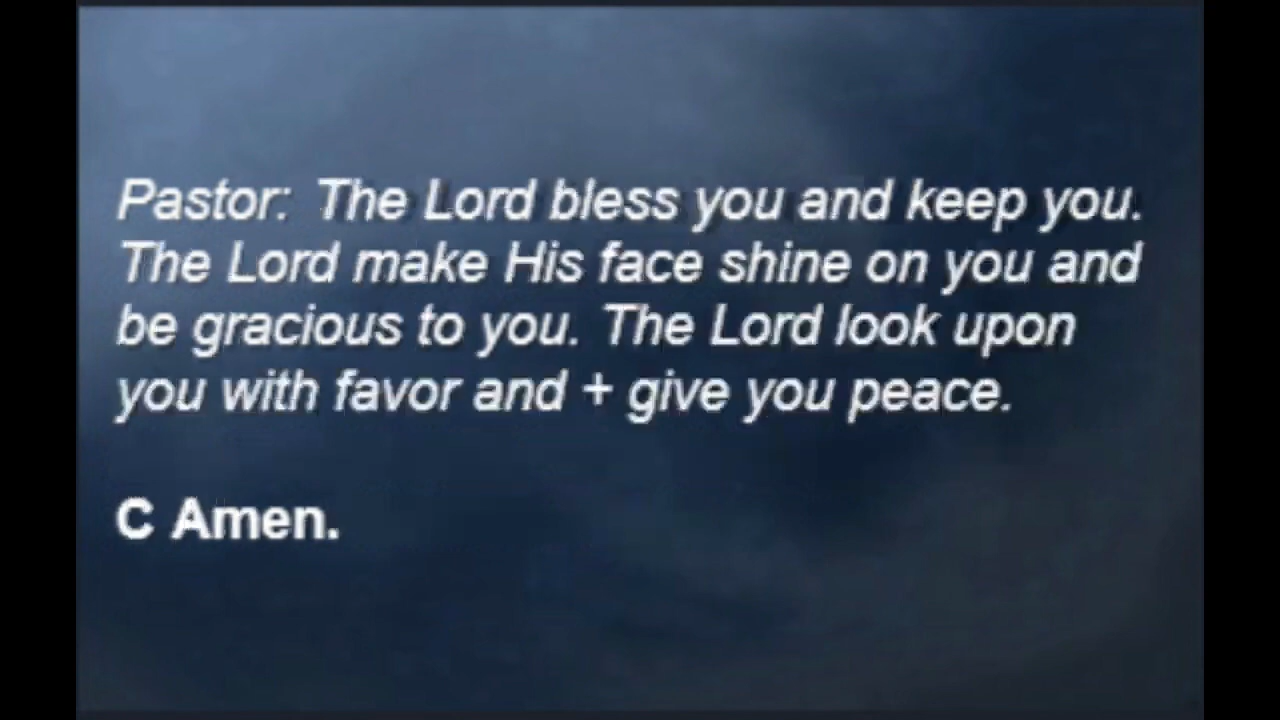 Pastor: The Lord bless you and keep you.
The Lord make His face shine on you and
be gracious to you. The Lord look upon
you with favor and + give you peace.
C Amen.